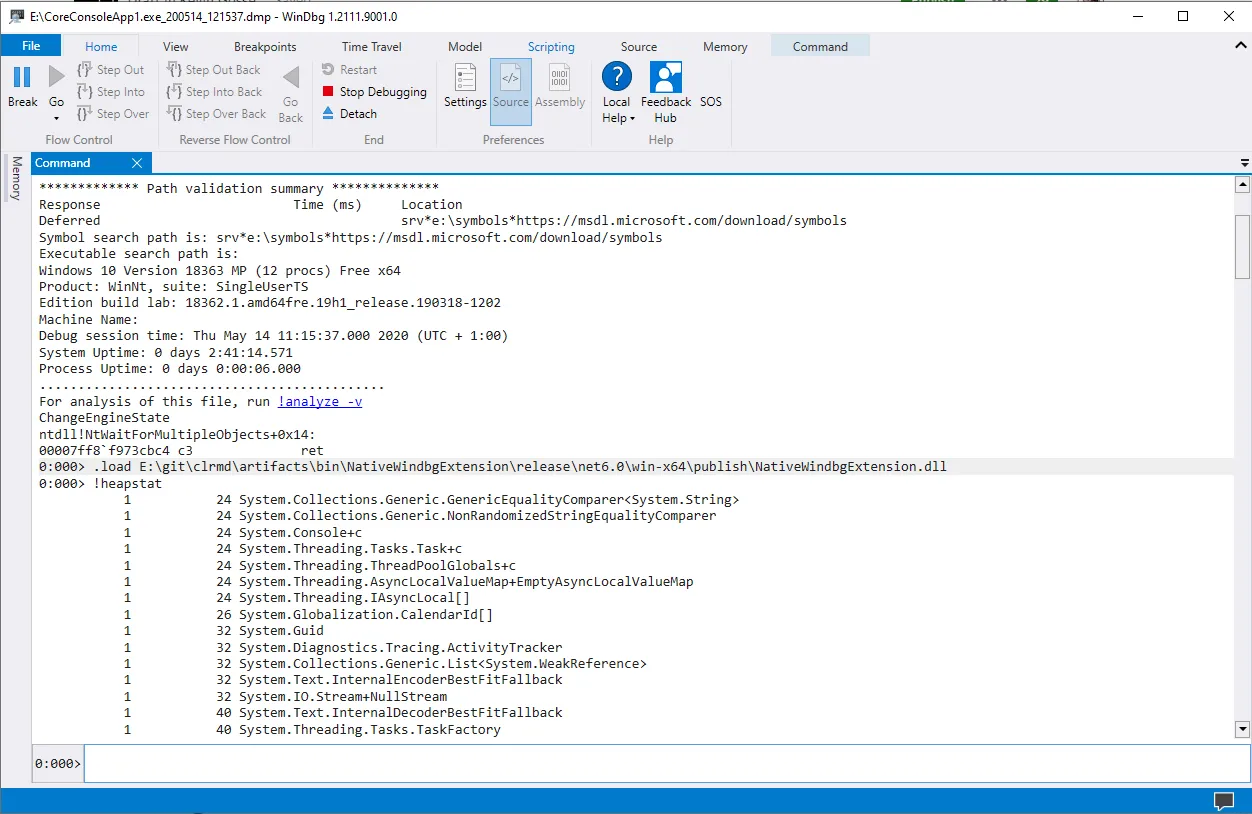 E:\CoreConsoleApp1.exe_200514_121537.dmp - WinDbg 1.2111.9001.0
File Home View Breakpoints Time Travel Model Scripting Source Memory Command
Break
Go
Step Out
Step Into
Step Over
Flow Control
Step Out Back
Step Into Back
Step Over Back
Go Back
Reverse Flow Control
Restart
Stop Debugging
Detach
End
Settings Source Assembly
Preferences
Local Help
Feedback Hub
SOS
Help
Memory
Command
************* Path validation summary **************
Response                         Time (ms)     Location
Deferred                                       srv*e:\symbols*https://msdl.microsoft.com/download/symbols
Symbol search path is: srv*e:\symbols*https://msdl.microsoft.com/download/symbols
Executable search path is:
Windows 10 Version 18363 MP (12 procs) Free x64
Product: WinNt, suite: SingleUserTS
Edition build lab: 18362.1.amd64fre.19h1_release.190318-1202
Machine Name:
Debug session time: Thu May 14 11:15:37.000 2020 (UTC + 1:00)
System Uptime: 0 days 2:41:14.571
Process Uptime: 0 days 0:00:06.000
.............................................
For analysis of this file, run !analyze -v
ChangeEngineState
ntdll!NtWaitForMultipleObjects+0x14:
00007ff8`f973cbc4 c3              ret
0:000> .load E:\git\clrmd\artifacts\bin\NativeWindbgExtension\release\net6.0\win-x64\publish\NativeWindbgExtension.dll
0:000> !heapstat
1           24 System.Collections.Generic.GenericEqualityComparer<System.String>
1           24 System.Collections.Generic.NonRandomizedStringEqualityComparer
1           24 System.Console+c
1           24 System.Threading.Tasks.Task+c
1           24 System.Threading.ThreadPoolGlobals+c
1           24 System.Threading.AsyncLocalValueMap+EmptyAsyncLocalValueMap
1           24 System.Threading.IAsyncLocal[]
1           26 System.Globalization.CalendarId[]
1           32 System.Guid
1           32 System.Diagnostics.Tracing.ActivityTracker
1           32 System.Collections.Generic.List<System.WeakReference>
1           32 System.Text.InternalEncoderBestFitFallback
1           32 System.IO.Stream+NullStream
1           40 System.Text.InternalDecoderBestFitFallback
1           40 System.Threading.Tasks.TaskFactory
0:000>